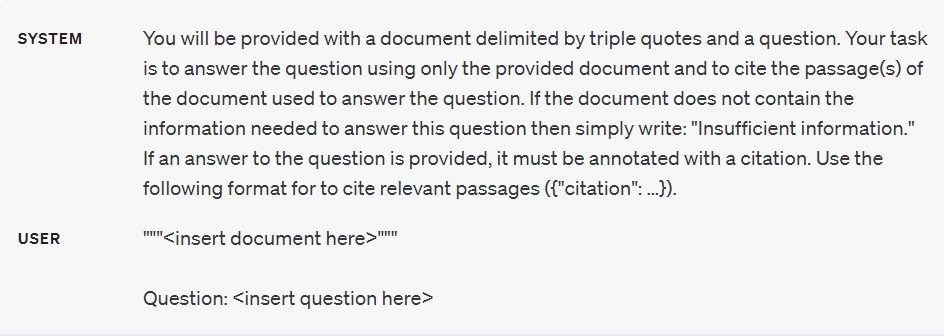 SYSTEM
You will be provided with a document delimited by triple quotes and a question. Your task
is to answer the question using only the provided document and to cite the passage(s) of
the document used to answer the question. If the document does not contain the
information needed to answer this question then simply write: "Insufficient information."
If an answer to the question is provided, it must be annotated with a citation. Use the
following format for to cite relevant passages ({"citation": …}).
USER
"""<insert document here>"""
Question: <insert question here>